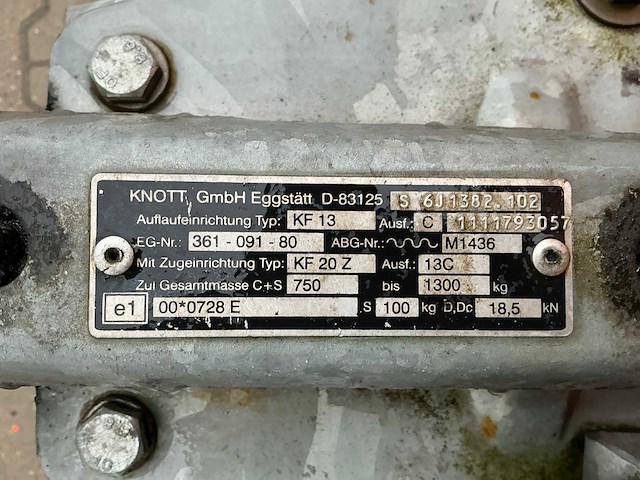 KNOTT GmbH Eggstätt D-83125 S 6J1382.102
Auflaufeinrichtung Typ: KF 13 Ausf.: C 1111793057
EG-Nr.: 361 - 091 - 80 ABG-Nr.: M1436
Mit Zugeinrichtung Typ: KF 20 Z Ausf.: 13C
Zul Gesamtmasse C+S 750 bis 1300 kg
e1 00*0728 E S 100 kg D,Dc 18,5 kN